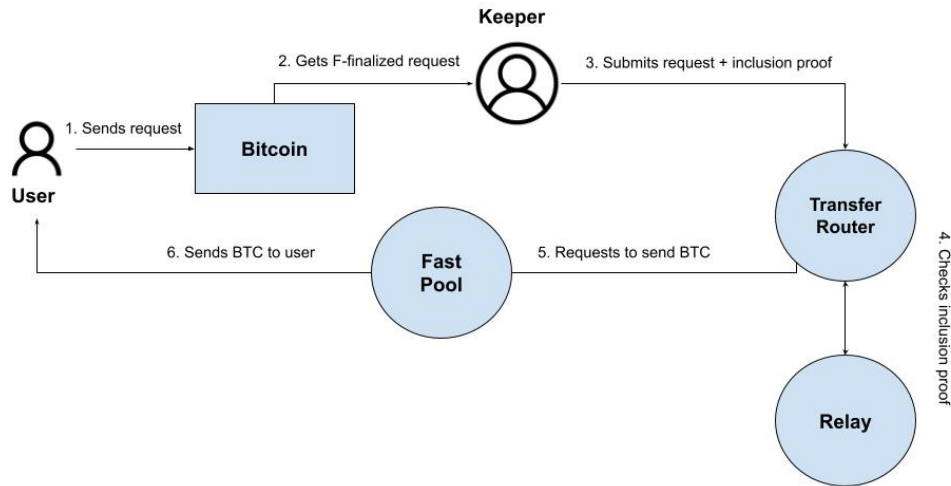 Keeper
2. Gets F-finalized request
3. Submits request + inclusion proof
1. Sends request
Bitcoin
User
Transfer
Router
4. Checks inclusion proof
6. Sends BTC to user
Fast
Pool
5. Requests to send BTC
Relay